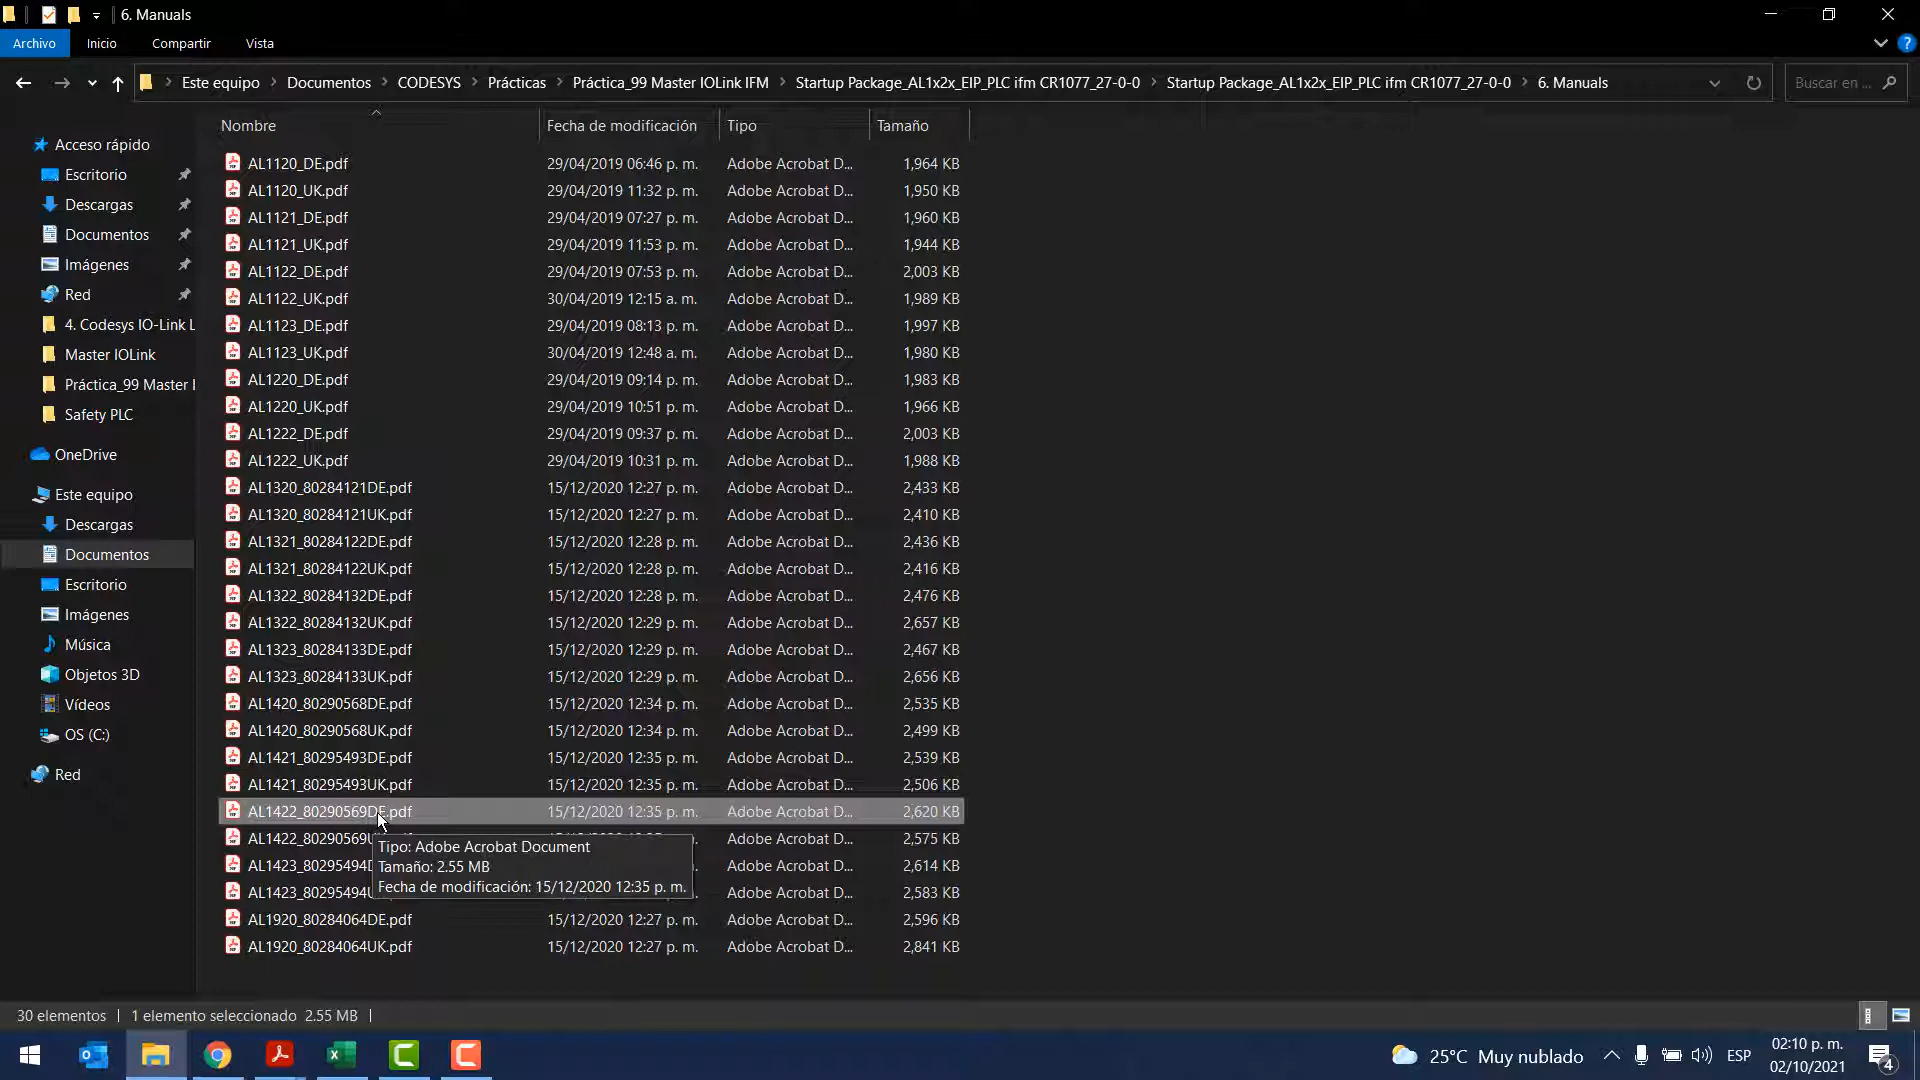 6. Manuals
Archivo Inicio Compartir Vista
Este equipo Documentos CODESYS Prácticas Práctica_99 Master IOLink IFM Startup Package_AL1x2x_EIP_PLC ifm CR1077_27-0-0 Startup Package_AL1x2x_EIP_PLC ifm CR1077_27-0-0 6. Manuals
Buscar en ...
Nombre Fecha de modificación Tipo Tamaño
Acceso rápido
Escritorio
Descargas
Documentos
Imágenes
Red
4. Codesys IO-Link L
Master IOLink
Práctica_99 Master I
Safety PLC
OneDrive
Este equipo
Descargas
Documentos
Escritorio
Imágenes
Música
Objetos 3D
Vídeos
OS (C:)
Red
AL1120_DE.pdf 29/04/2019 06:46 p. m. Adobe Acrobat D... 1,964 KB
AL1120_UK.pdf 29/04/2019 11:32 p. m. Adobe Acrobat D... 1,950 KB
AL1121_DE.pdf 29/04/2019 07:27 p. m. Adobe Acrobat D... 1,960 KB
AL1121_UK.pdf 29/04/2019 11:53 p. m. Adobe Acrobat D... 1,944 KB
AL1122_DE.pdf 29/04/2019 07:53 p. m. Adobe Acrobat D... 2,003 KB
AL1122_UK.pdf 30/04/2019 12:15 a. m. Adobe Acrobat D... 1,989 KB
AL1123_DE.pdf 29/04/2019 08:13 p. m. Adobe Acrobat D... 1,997 KB
AL1123_UK.pdf 30/04/2019 12:48 a. m. Adobe Acrobat D... 1,980 KB
AL1220_DE.pdf 29/04/2019 09:14 p. m. Adobe Acrobat D... 1,983 KB
AL1220_UK.pdf 29/04/2019 10:51 p. m. Adobe Acrobat D... 1,966 KB
AL1222_DE.pdf 29/04/2019 09:37 p. m. Adobe Acrobat D... 2,003 KB
AL1222_UK.pdf 29/04/2019 10:31 p. m. Adobe Acrobat D... 1,988 KB
AL1320_80284121DE.pdf 15/12/2020 12:27 p. m. Adobe Acrobat D... 2,433 KB
AL1320_80284121UK.pdf 15/12/2020 12:27 p. m. Adobe Acrobat D... 2,410 KB
AL1321_80284122DE.pdf 15/12/2020 12:28 p. m. Adobe Acrobat D... 2,436 KB
AL1321_80284122UK.pdf 15/12/2020 12:28 p. m. Adobe Acrobat D... 2,416 KB
AL1322_80284132DE.pdf 15/12/2020 12:28 p. m. Adobe Acrobat D... 2,476 KB
AL1322_80284132UK.pdf 15/12/2020 12:29 p. m. Adobe Acrobat D... 2,657 KB
AL1323_80284133DE.pdf 15/12/2020 12:29 p. m. Adobe Acrobat D... 2,467 KB
AL1323_80284133UK.pdf 15/12/2020 12:29 p. m. Adobe Acrobat D... 2,656 KB
AL1420_80290568DE.pdf 15/12/2020 12:34 p. m. Adobe Acrobat D... 2,535 KB
AL1420_80290568UK.pdf 15/12/2020 12:34 p. m. Adobe Acrobat D... 2,499 KB
AL1421_80295493DE.pdf 15/12/2020 12:35 p. m. Adobe Acrobat D... 2,539 KB
AL1421_80295493UK.pdf 15/12/2020 12:35 p. m. Adobe Acrobat D... 2,506 KB
AL1422_80290569DE.pdf 15/12/2020 12:35 p. m. Adobe Acrobat D... 2,620 KB
AL1422_80290569U Adobe Acrobat D... 2,575 KB
AL1423_80295494D Adobe Acrobat D... 2,614 KB
AL1423_80295494U Adobe Acrobat D... 2,583 KB
AL1920_80284064DE.pdf 15/12/2020 12:27 p. m. Adobe Acrobat D... 2,596 KB
AL1920_80284064UK.pdf 15/12/2020 12:27 p. m. Adobe Acrobat D... 2,841 KB
Tipo: Adobe Acrobat Document
Tamaño: 2.55 MB
Fecha de modificación: 15/12/2020 12:35 p. m.
30 elementos 1 elemento seleccionado 2.55 MB
25°C Muy nublado ESP 02:10 p. m.
02/10/2021
4